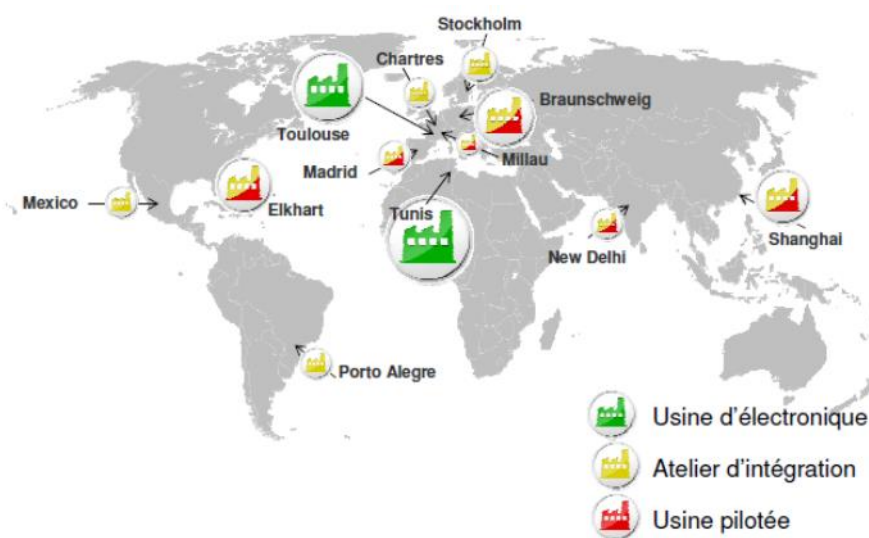 Stockholm
Chartres
Braunschweig
Toulouse
Millau
Madrid
Mexico
Elkhart
Tunis
Shanghai
New Delhi
Porto Alegre
Usine d'électronique
Atelier d'intégration
Usine pilotée